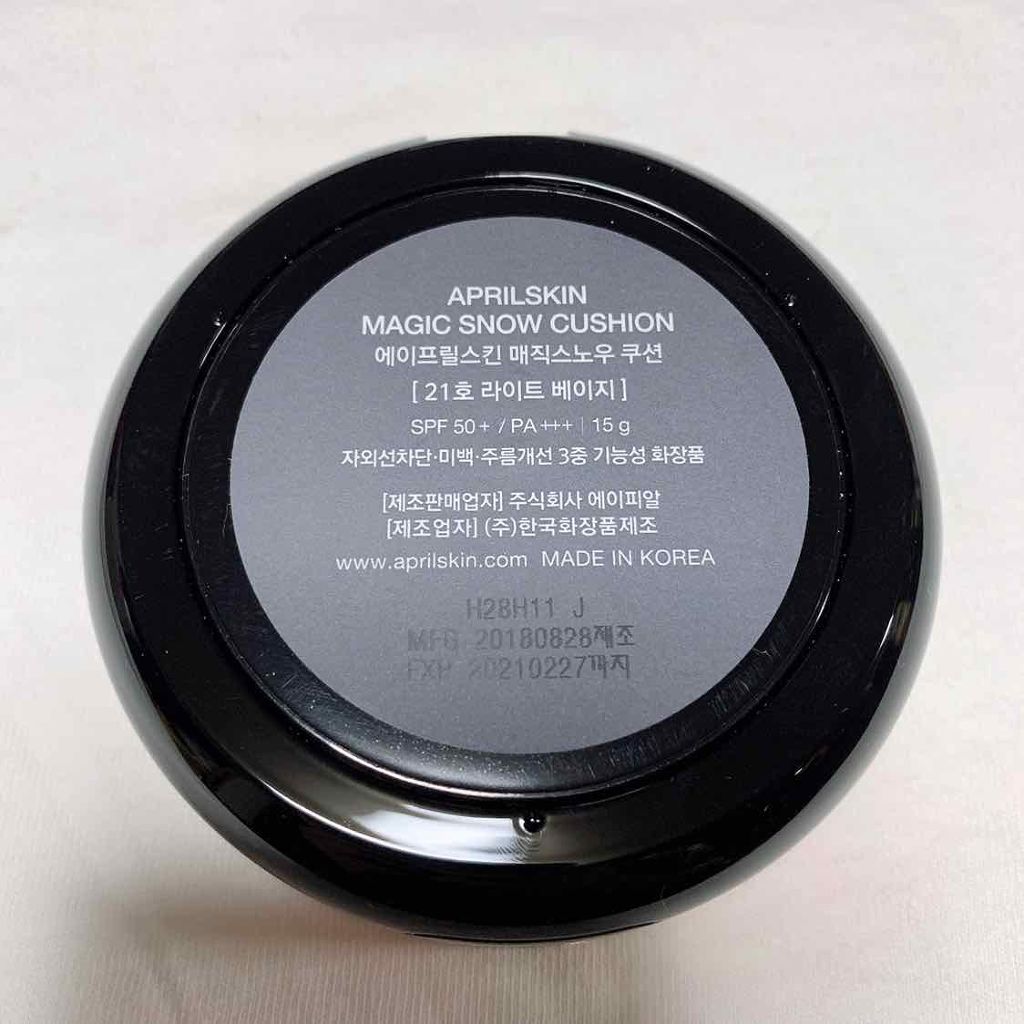 APRILSKIN
MAGIC SNOW CUSHION
에이프릴스킨 매직스노우 쿠션
[ 21호 라이트 베이지 ]
SPF 50+ / PA +++ | 15 g
자외선차단·미백·주름개선 3중 기능성 화장품
[제조판매업자] 주식회사 에이피알
[제조업자] (주)한국화장품제조
www.aprilskin.com MADE IN KOREA
H28H11 J
MFG 20180828제조
EXP 20210227까지